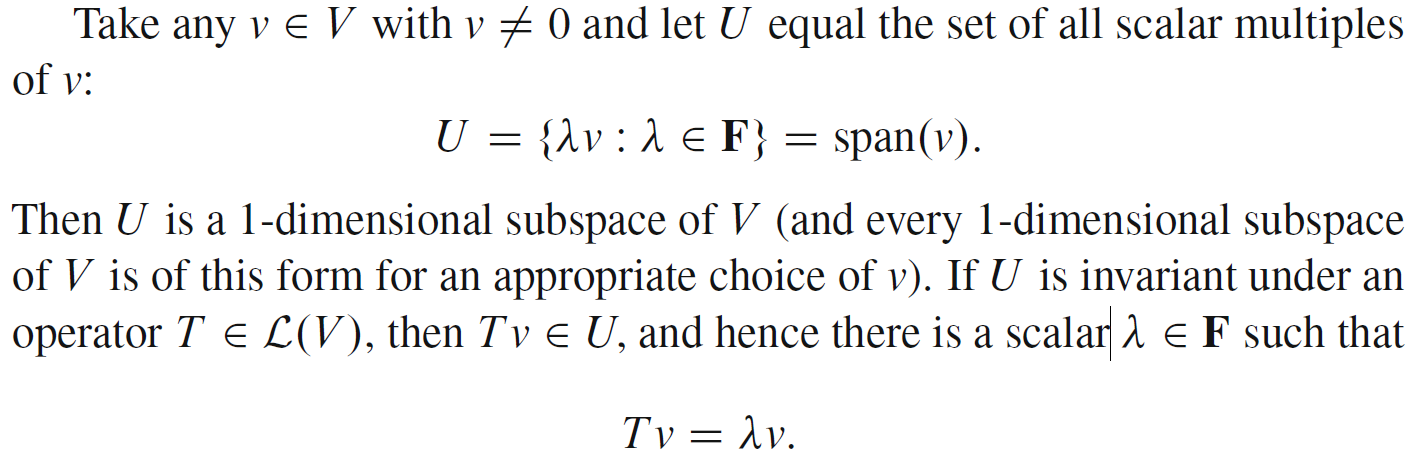 Take any v ∈ V with v ≠ 0 and let U equal the set of all scalar multiples
of v:
U = {λv : λ ∈ F} = span(v).
Then U is a 1-dimensional subspace of V (and every 1-dimensional subspace
of V is of this form for an appropriate choice of v). If U is invariant under an
operator T ∈ ℒ(V), then Tv ∈ U, and hence there is a scalar λ ∈ F such that
Tv = λv.